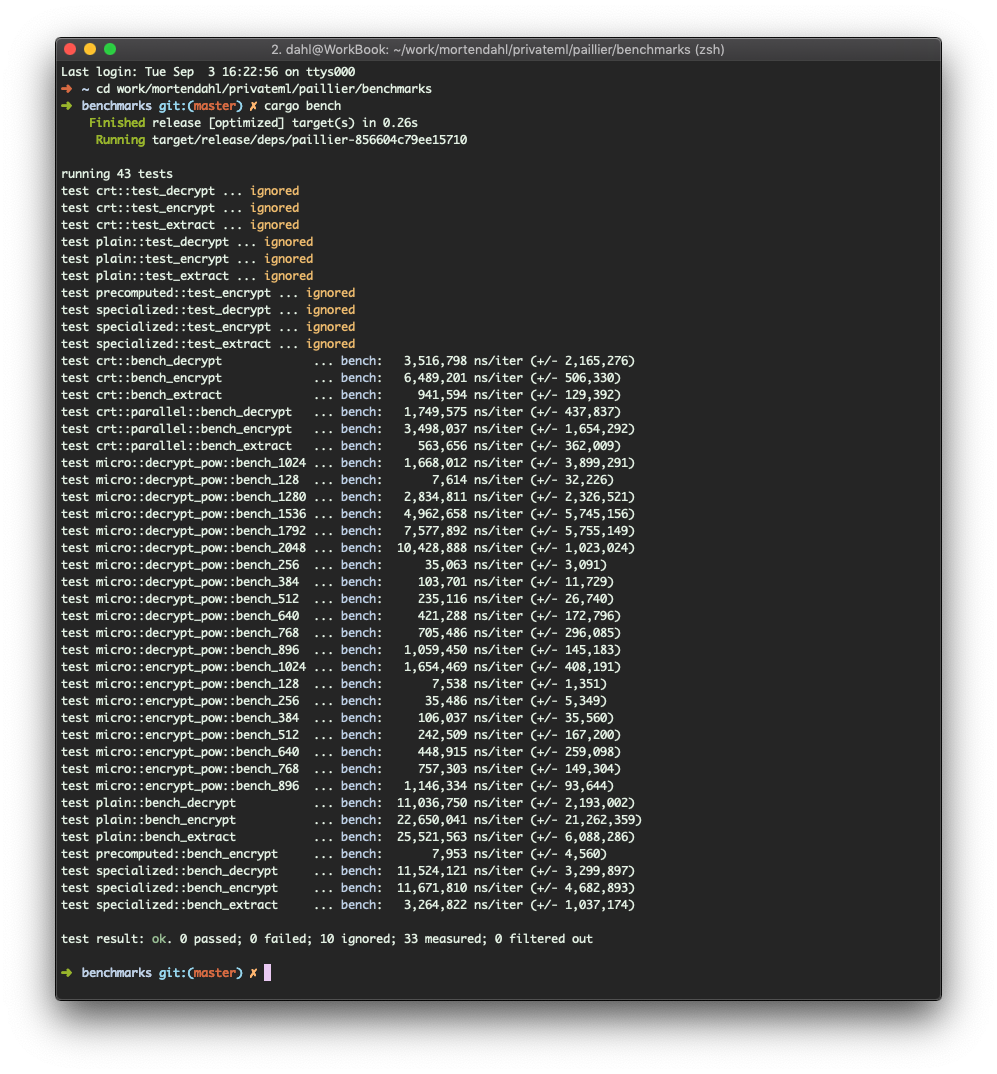 2. dahl@WorkBook: ~/work/mortendahl/privateml/paillier/benchmarks (zsh)
Last login: Tue Sep  3 16:22:56 on ttys000
➜  ~ cd work/mortendahl/privateml/paillier/benchmarks
➜  benchmarks git:(master) ✗ cargo bench
    Finished release [optimized] target(s) in 0.26s
     Running target/release/deps/paillier-856604c79ee15710
running 43 tests
test crt::test_decrypt ... ignored
test crt::test_encrypt ... ignored
test crt::test_extract ... ignored
test plain::test_decrypt ... ignored
test plain::test_encrypt ... ignored
test plain::test_extract ... ignored
test precomputed::test_encrypt ... ignored
test specialized::test_decrypt ... ignored
test specialized::test_encrypt ... ignored
test specialized::test_extract ... ignored
test crt::bench_decrypt             ... bench:   3,516,798 ns/iter (+/- 2,165,276)
test crt::bench_encrypt             ... bench:   6,489,201 ns/iter (+/- 506,330)
test crt::bench_extract             ... bench:     941,594 ns/iter (+/- 129,392)
test crt::parallel::bench_decrypt   ... bench:   1,749,575 ns/iter (+/- 437,837)
test crt::parallel::bench_encrypt   ... bench:   3,498,037 ns/iter (+/- 1,654,292)
test crt::parallel::bench_extract   ... bench:     563,656 ns/iter (+/- 362,009)
test micro::decrypt_pow::bench_1024 ... bench:   1,668,012 ns/iter (+/- 3,899,291)
test micro::decrypt_pow::bench_128  ... bench:       7,614 ns/iter (+/- 32,226)
test micro::decrypt_pow::bench_1280 ... bench:   2,834,811 ns/iter (+/- 2,326,521)
test micro::decrypt_pow::bench_1536 ... bench:   4,962,658 ns/iter (+/- 5,745,156)
test micro::decrypt_pow::bench_1792 ... bench:   7,577,892 ns/iter (+/- 5,755,149)
test micro::decrypt_pow::bench_2048 ... bench:  10,428,888 ns/iter (+/- 1,023,024)
test micro::decrypt_pow::bench_256  ... bench:      35,063 ns/iter (+/- 3,091)
test micro::decrypt_pow::bench_384  ... bench:     103,701 ns/iter (+/- 11,729)
test micro::decrypt_pow::bench_512  ... bench:     235,116 ns/iter (+/- 26,740)
test micro::decrypt_pow::bench_640  ... bench:     421,288 ns/iter (+/- 172,796)
test micro::decrypt_pow::bench_768  ... bench:     705,486 ns/iter (+/- 296,085)
test micro::decrypt_pow::bench_896  ... bench:   1,059,450 ns/iter (+/- 145,183)
test micro::encrypt_pow::bench_1024 ... bench:   1,654,469 ns/iter (+/- 408,191)
test micro::encrypt_pow::bench_128  ... bench:       7,538 ns/iter (+/- 1,351)
test micro::encrypt_pow::bench_256  ... bench:      35,486 ns/iter (+/- 5,349)
test micro::encrypt_pow::bench_384  ... bench:     106,037 ns/iter (+/- 35,560)
test micro::encrypt_pow::bench_512  ... bench:     242,509 ns/iter (+/- 167,200)
test micro::encrypt_pow::bench_640  ... bench:     448,915 ns/iter (+/- 259,098)
test micro::encrypt_pow::bench_768  ... bench:     757,303 ns/iter (+/- 149,304)
test micro::encrypt_pow::bench_896  ... bench:   1,146,334 ns/iter (+/- 93,644)
test plain::bench_decrypt           ... bench:  11,036,750 ns/iter (+/- 2,193,002)
test plain::bench_encrypt           ... bench:  22,650,041 ns/iter (+/- 21,262,359)
test plain::bench_extract           ... bench:  25,521,563 ns/iter (+/- 6,088,286)
test precomputed::bench_encrypt     ... bench:       7,953 ns/iter (+/- 4,560)
test specialized::bench_decrypt     ... bench:  11,524,121 ns/iter (+/- 3,299,897)
test specialized::bench_encrypt     ... bench:  11,671,810 ns/iter (+/- 4,682,893)
test specialized::bench_extract     ... bench:   3,264,822 ns/iter (+/- 1,037,174)
test result: ok. 0 passed; 0 failed; 10 ignored; 33 measured; 0 filtered out
➜  benchmarks git:(master) ✗